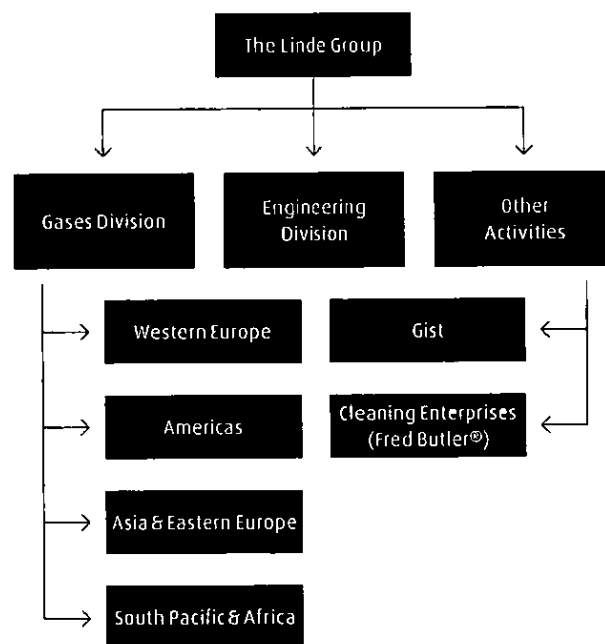 The Linde Group
Gases Division
Engineering
Division
Other
Activities
Western Europe
Gist
Americas
Cleaning Enterprises
(Fred Butler®)
Asia & Eastern Europe
South Pacific & Africa